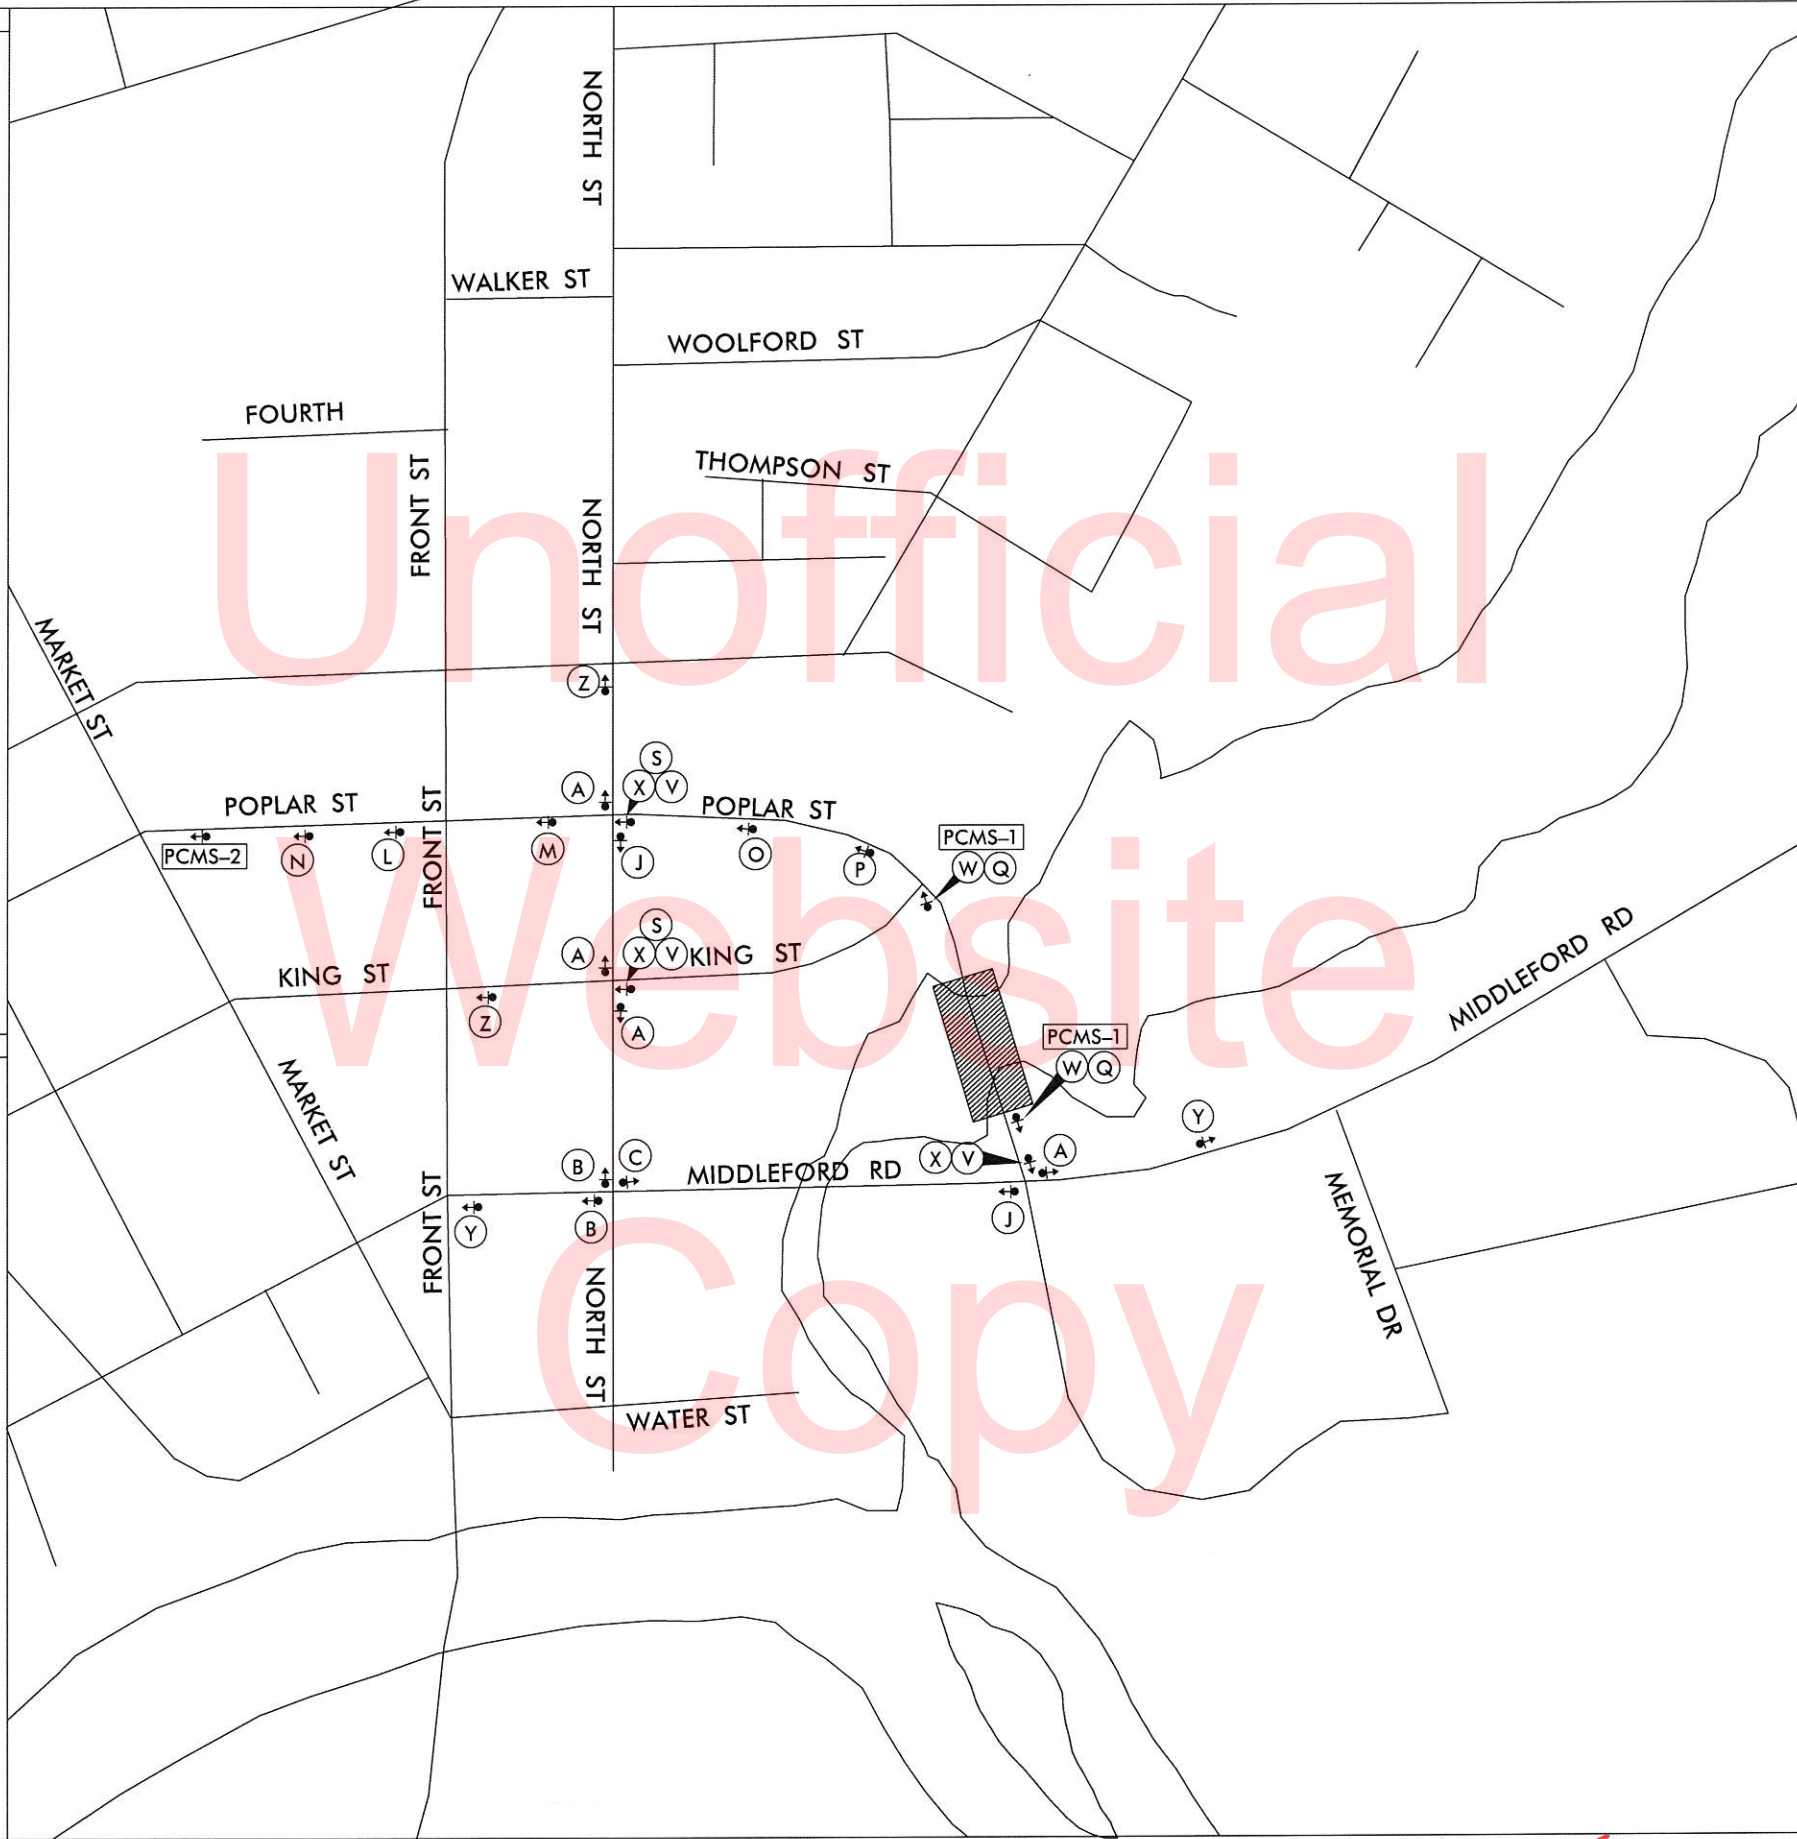 NORTH ST
WALKER ST
WOOLFORD ST
FOURTH
FRONT ST
THOMPSON ST
NORTH ST
Unofficial
MARKET ST
Z
S
A
X
V
POPLAR ST
FRONT ST
POPLAR ST
PCMS-2
N
L
M
J
O
P
PCMS-1
W
Q
Website
S
A
X
V
KING ST
KING ST
Z
A
MIDDLEFORD RD
PCMS-1
W
Q
MARKET ST
Y
B
C
MIDDLEFORD RD
X
V
A
FRONT ST
Y
B
J
MEMORIAL DR
NORTH ST
Copy
WATER ST